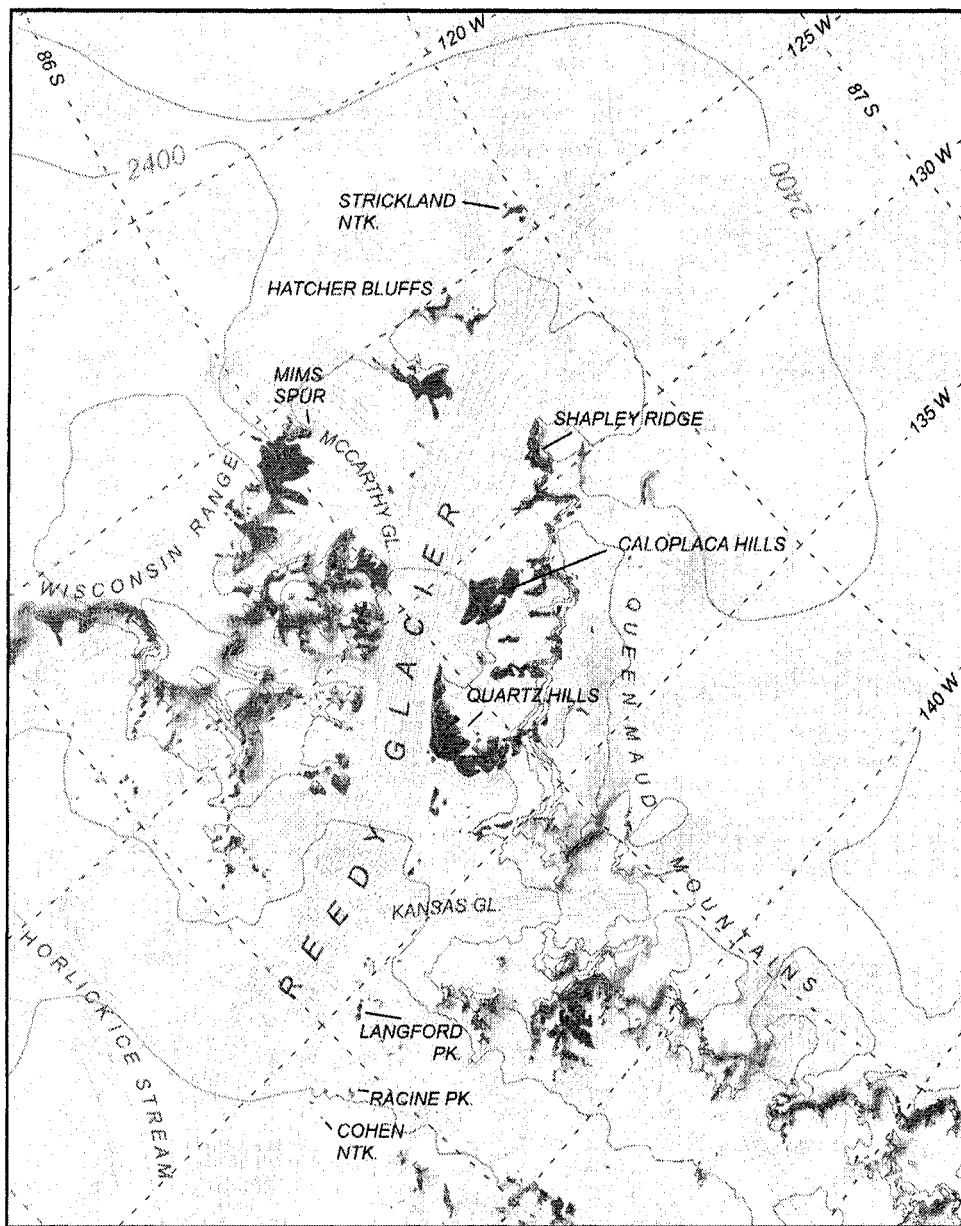 86 S
120 W
125 W
87 S
130 W
2400
2400
STRICKLAND
NTK.
HATCHER BLUFFS
135 W
MIMS
SPUR
SHAPLEY RIDGE
MCCARTHY GL.
WISCONSIN RANGE
CALOPLACA HILLS
REEDY GLACIER
QUARTZ HILLS
QUEEN MAUD MOUNTAINS
140 W
KANSAS GL.
HORLICK ICE STREAM
LANGFORD
PK.
RACINE PK.
COHEN
NTK.